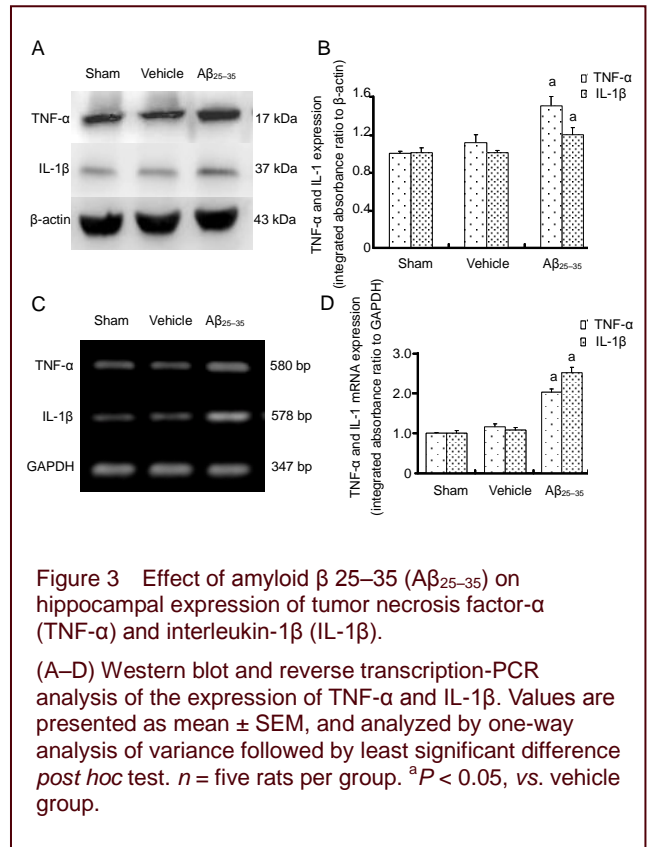 A
Sham Vehicle Aβ25–35
TNF-α 17 kDa
IL-1β 37 kDa
β-actin 43 kDa
B
TNF-α and IL-1 expression
(integrated absorbance ratio to β-actin)
1.6
1.2
0.8
0.4
0
TNF-α
IL-1β
a
a
Sham Vehicle Aβ25–35
C
Sham Vehicle Aβ25–35
TNF-α 580 bp
IL-1β 578 bp
GAPDH 347 bp
D
TNF-α and IL-1 mRNA expression
(integrated absorbance ratio to GAPDH)
3.0
2.0
1.0
0
TNF-α
IL-1β
a
a
Sham Vehicle Aβ25–35
Figure 3 Effect of amyloid β 25–35 (Aβ25–35) on
hippocampal expression of tumor necrosis factor-α
(TNF-α) and interleukin-1β (IL-1β).
(A–D) Western blot and reverse transcription-PCR
analysis of the expression of TNF-α and IL-1β. Values are
presented as mean ± SEM, and analyzed by one-way
analysis of variance followed by least significant difference
post hoc test. n = five rats per group. aP < 0.05, vs. vehicle
group.